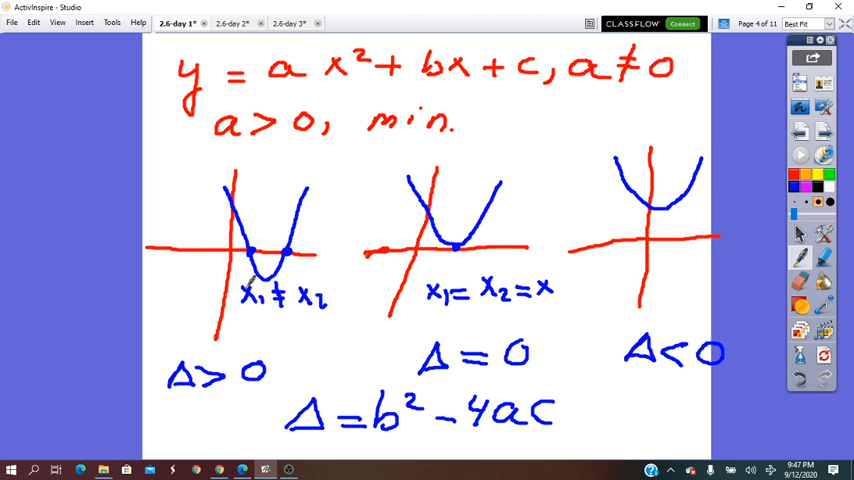 ActivInspire - Studio
File Edit View Insert Tools Help
2.6-day 1* 2.6-day 2* 2.6-day 3*
CLASSFLOW Connect
Page 4 of 11 Best Fit
y = a x² + bx + c, a ≠ 0
a > 0, min.
x₁ ≠ x₂
x₁ = x₂ = x
Δ > 0
Δ = 0
Δ < 0
Δ = b² - 4ac
9:47 PM
9/12/2020